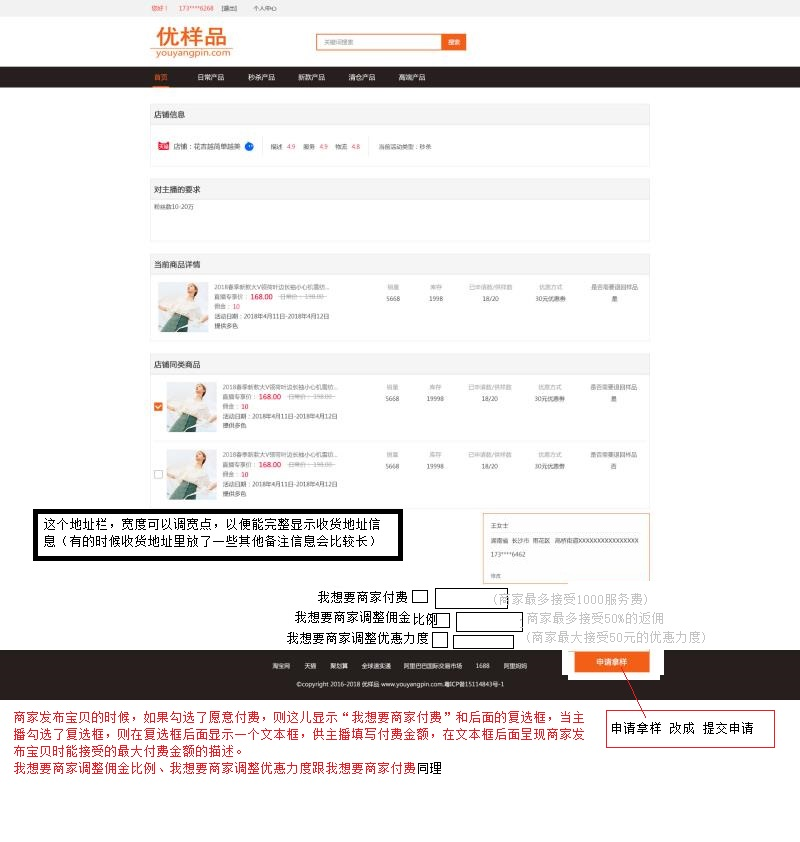 您好！ 173****6268 [退出] 个人中心
优样品
youyangpin.com
关键词搜索 搜索
首页 日常产品 秒杀产品 新款产品 清仓产品 高端产品
店铺信息
店铺：花吉越简单越美 描述 4.9 服务 4.9 物流 4.8 当前活动类型：秒杀
对主播的要求
粉丝数10-20万
当前商品详情
2018春季新款大V领荷叶边长袖小心机雪纺... 销量 库存 已申请数/供样数 优惠方式 是否需要退回样品
直播专享价： 168.00 日常价：198.00 5668 1998 18/20 30元优惠券 是
佣金： 10
活动日期：2018年4月11日-2018年4月12日
提供多色
店铺同类商品
2018春季新款大V领荷叶边长袖小心机雪纺... 销量 库存 已申请数/供样数 优惠方式 是否需要退回样品
直播专享价： 168.00 日常价：198.00 5668 19998 18/20 30元优惠券 是
佣金： 10
活动日期：2018年4月11日-2018年4月12日
提供多色
2018春季新款大V领荷叶边长袖小心机雪纺... 销量 库存 已申请数/供样数 优惠方式 是否需要退回样品
直播专享价： 168.00 日常价：198.00 5668 19998 18/20 30元优惠券 否
佣金： 10
活动日期：2018年4月11日-2018年4月12日
提供多色
这个地址栏，宽度可以调宽点，以便能完整显示收货地址信
息（有的时候收货地址里放了一些其他备注信息会比较长）
王女士
湖南省 长沙市 雨花区 高桥街道XXXXXXXXXXXXXXXX
173****6462
修改
我想要商家付费 （商家最多接受1000服务费）
我想要商家调整佣金比例 （商家最多接受50%的返佣
我想要商家调整优惠力度 （商家最大接受50元的优惠力度）
申请拿样
淘宝网 天猫 聚划算 全球速卖通 阿里巴巴国际交易市场 1688 阿里妈妈
©copyright 2016-2018 优样品 www.youyangpin.com.粤ICP备15114843号-1
商家发布宝贝的时候，如果勾选了愿意付费，则这儿显示“我想要商家付费”和后面的复选框，当主
播勾选了复选框，则在复选框后面显示一个文本框，供主播填写付费金额，在文本框后面呈现商家发
布宝贝时能接受的最大付费金额的描述。
我想要商家调整佣金比例、我想要商家调整优惠力度跟我想要商家付费同理
申请拿样 改成 提交申请